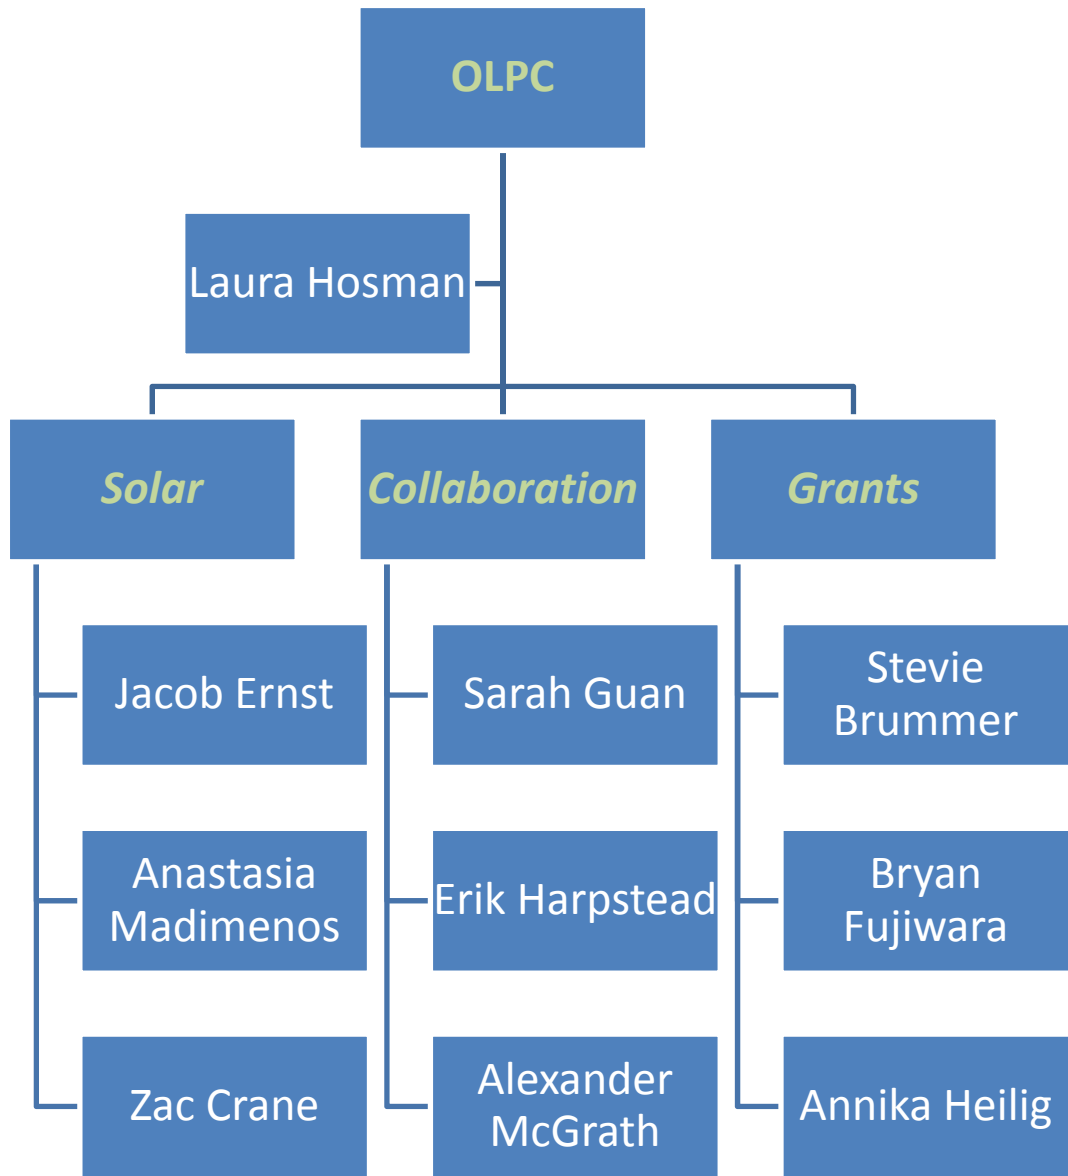 OLPC
Laura Hosman
Solar
Collaboration
Grants
Jacob Ernst
Sarah Guan
Stevie
Brummer
Anastasia
Madimenos
Erik Harpstead
Bryan
Fujiwara
Zac Crane
Alexander
McGrath
Annika Heilig